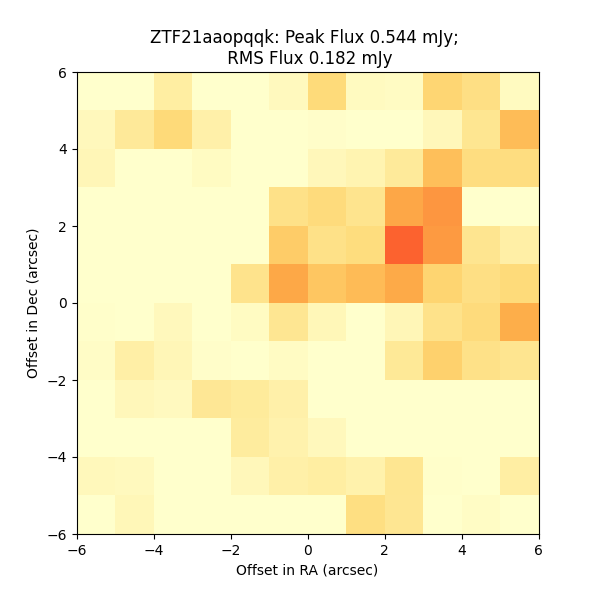 ZTF21aaopqqk: Peak Flux 0.544 mJy;
RMS Flux 0.182 mJy
6
4
2
0
−2
−4
−6
Offset in Dec (arcsec)
−6 −4 −2 0 2 4 6
Offset in RA (arcsec)